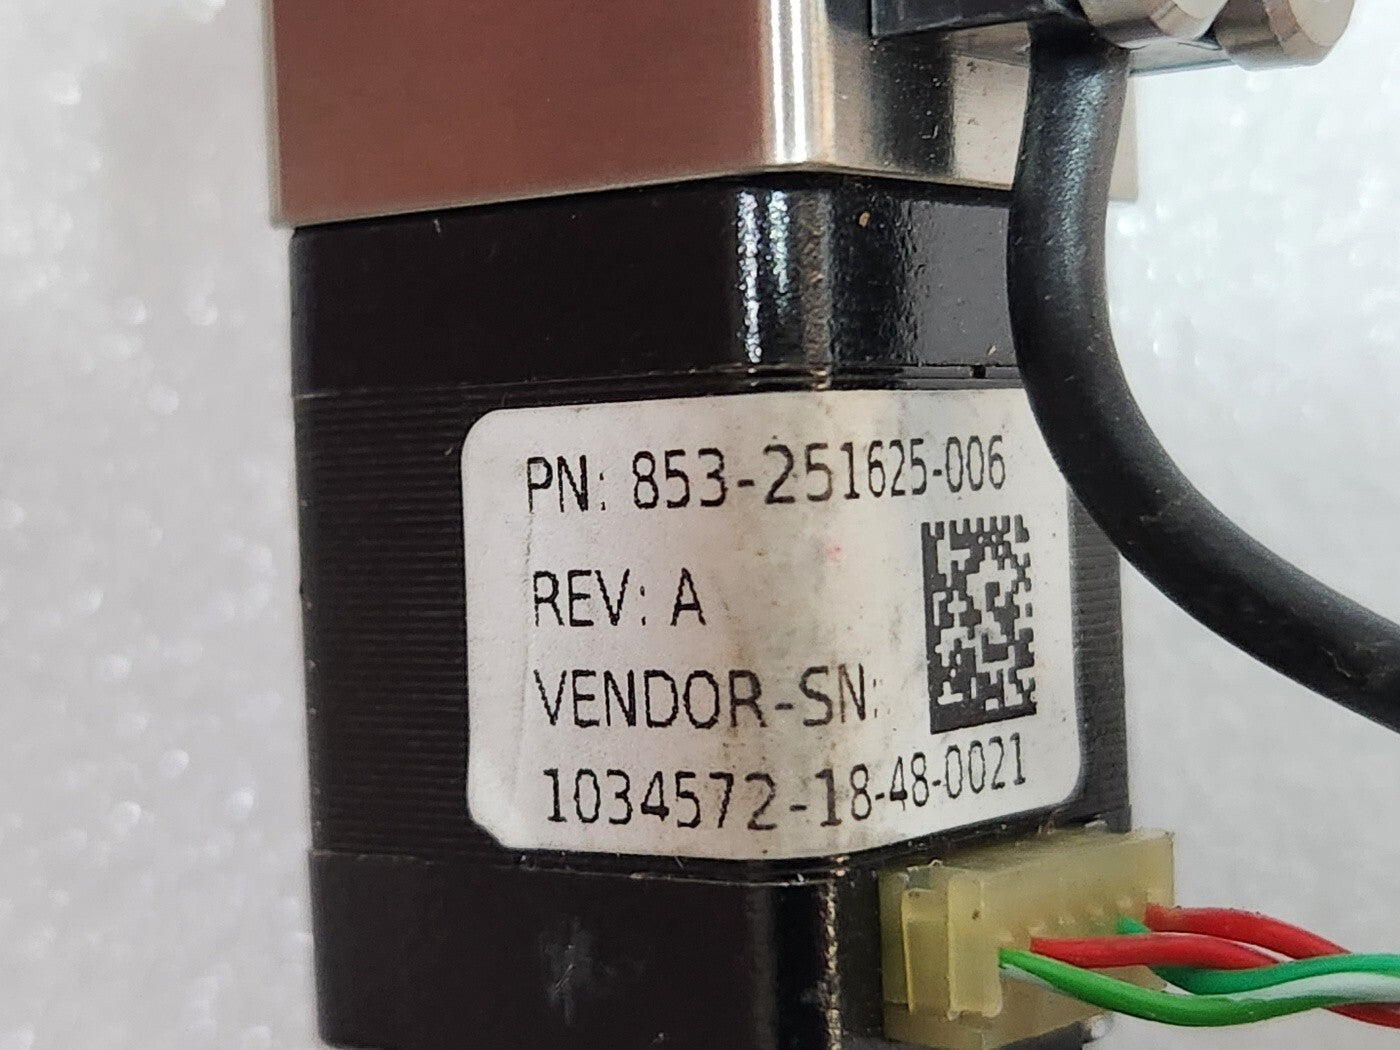 PN: 853-251625-006
REV: A
VENDOR-SN:
1034572-18-48-0021